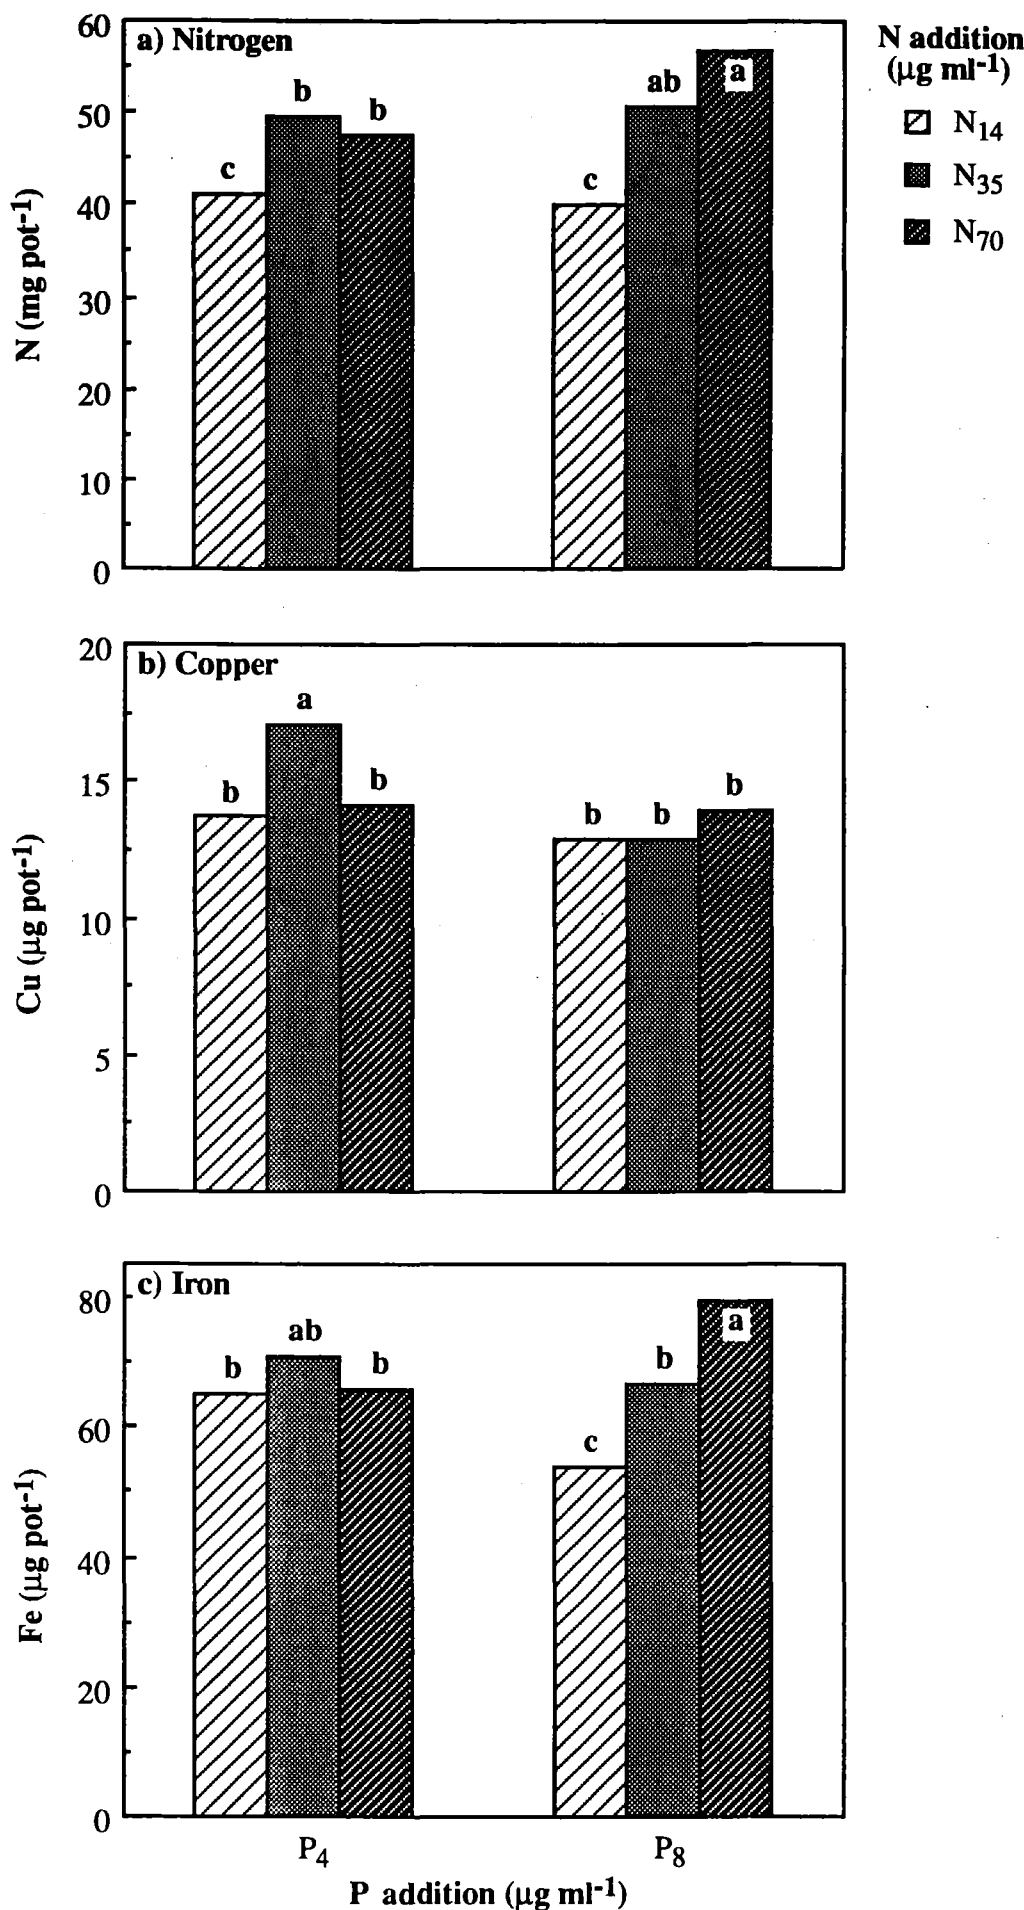 a) Nitrogen
N addition
(µg ml-1)
N14
N35
N70
60
50
40
30
20
10
0
N (mg pot-1)
c
b
b
c
ab
a
b) Copper
20
15
10
5
0
Cu (µg pot-1)
b
a
b
b
b
b
c) Iron
80
60
40
20
0
Fe (µg pot-1)
b
ab
b
c
b
a
P4
P8
P addition (µg ml-1)